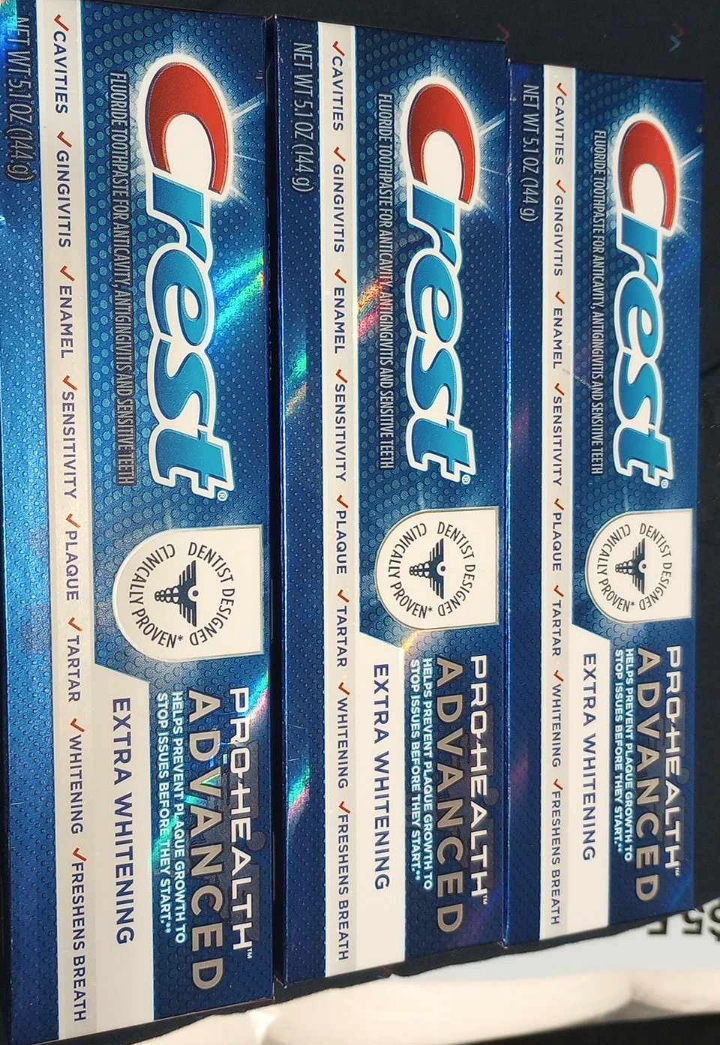 Crest®
FLUORIDE TOOTHPASTE FOR ANTICAVITY, ANTIGINGIVITIS AND SENSITIVE TEETH
DENTIST DESIGNED
CLINICALLY PROVEN*
PRO-HEALTH™
ADVANCED
HELPS PREVENT PLAQUE GROWTH TO
STOP ISSUES BEFORE THEY START.**
EXTRA WHITENING
✓CAVITIES ✓GINGIVITIS ✓ENAMEL ✓SENSITIVITY ✓PLAQUE ✓TARTAR ✓WHITENING ✓FRESHENS BREATH
NET WT 5.1 OZ (144 g)
Crest®
FLUORIDE TOOTHPASTE FOR ANTICAVITY, ANTIGINGIVITIS AND SENSITIVE TEETH
DENTIST DESIGNED
CLINICALLY PROVEN*
PRO-HEALTH™
ADVANCED
HELPS PREVENT PLAQUE GROWTH TO
STOP ISSUES BEFORE THEY START.**
EXTRA WHITENING
✓CAVITIES ✓GINGIVITIS ✓ENAMEL ✓SENSITIVITY ✓PLAQUE ✓TARTAR ✓WHITENING ✓FRESHENS BREATH
NET WT 5.1 OZ (144 g)
Crest®
FLUORIDE TOOTHPASTE FOR ANTICAVITY, ANTIGINGIVITIS AND SENSITIVE TEETH
DENTIST DESIGNED
CLINICALLY PROVEN*
PRO-HEALTH™
ADVANCED
HELPS PREVENT PLAQUE GROWTH TO
STOP ISSUES BEFORE THEY START.**
EXTRA WHITENING
✓CAVITIES ✓GINGIVITIS ✓ENAMEL ✓SENSITIVITY ✓PLAQUE ✓TARTAR ✓WHITENING ✓FRESHENS BREATH
NET WT 5.1 OZ (144 g)